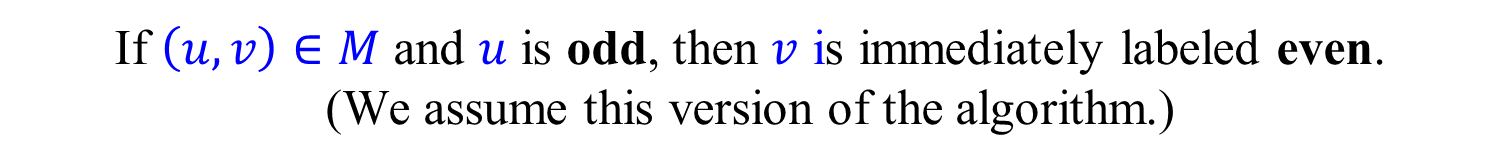 If (u, v) ∈ M and u is odd, then v is immediately labeled even.
(We assume this version of the algorithm.)